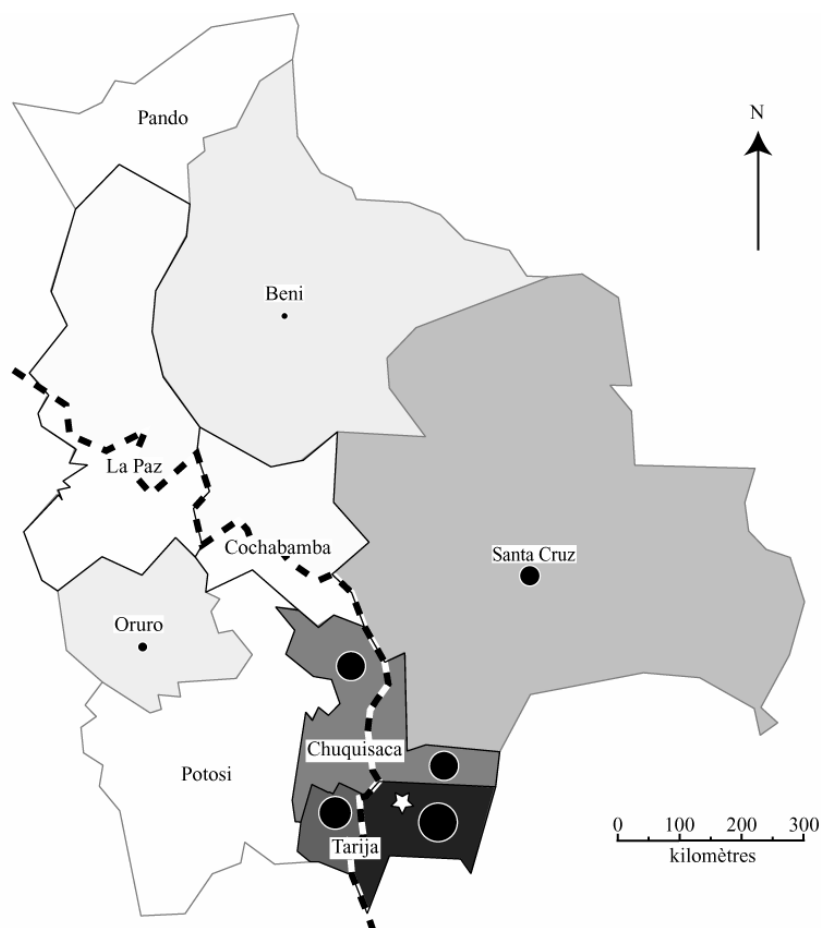 Pando
N
Beni
La Paz
Cochabamba
Santa Cruz
Oruro
Chuquisaca
Potosi
Tarija
0 100 200 300
kilomètres